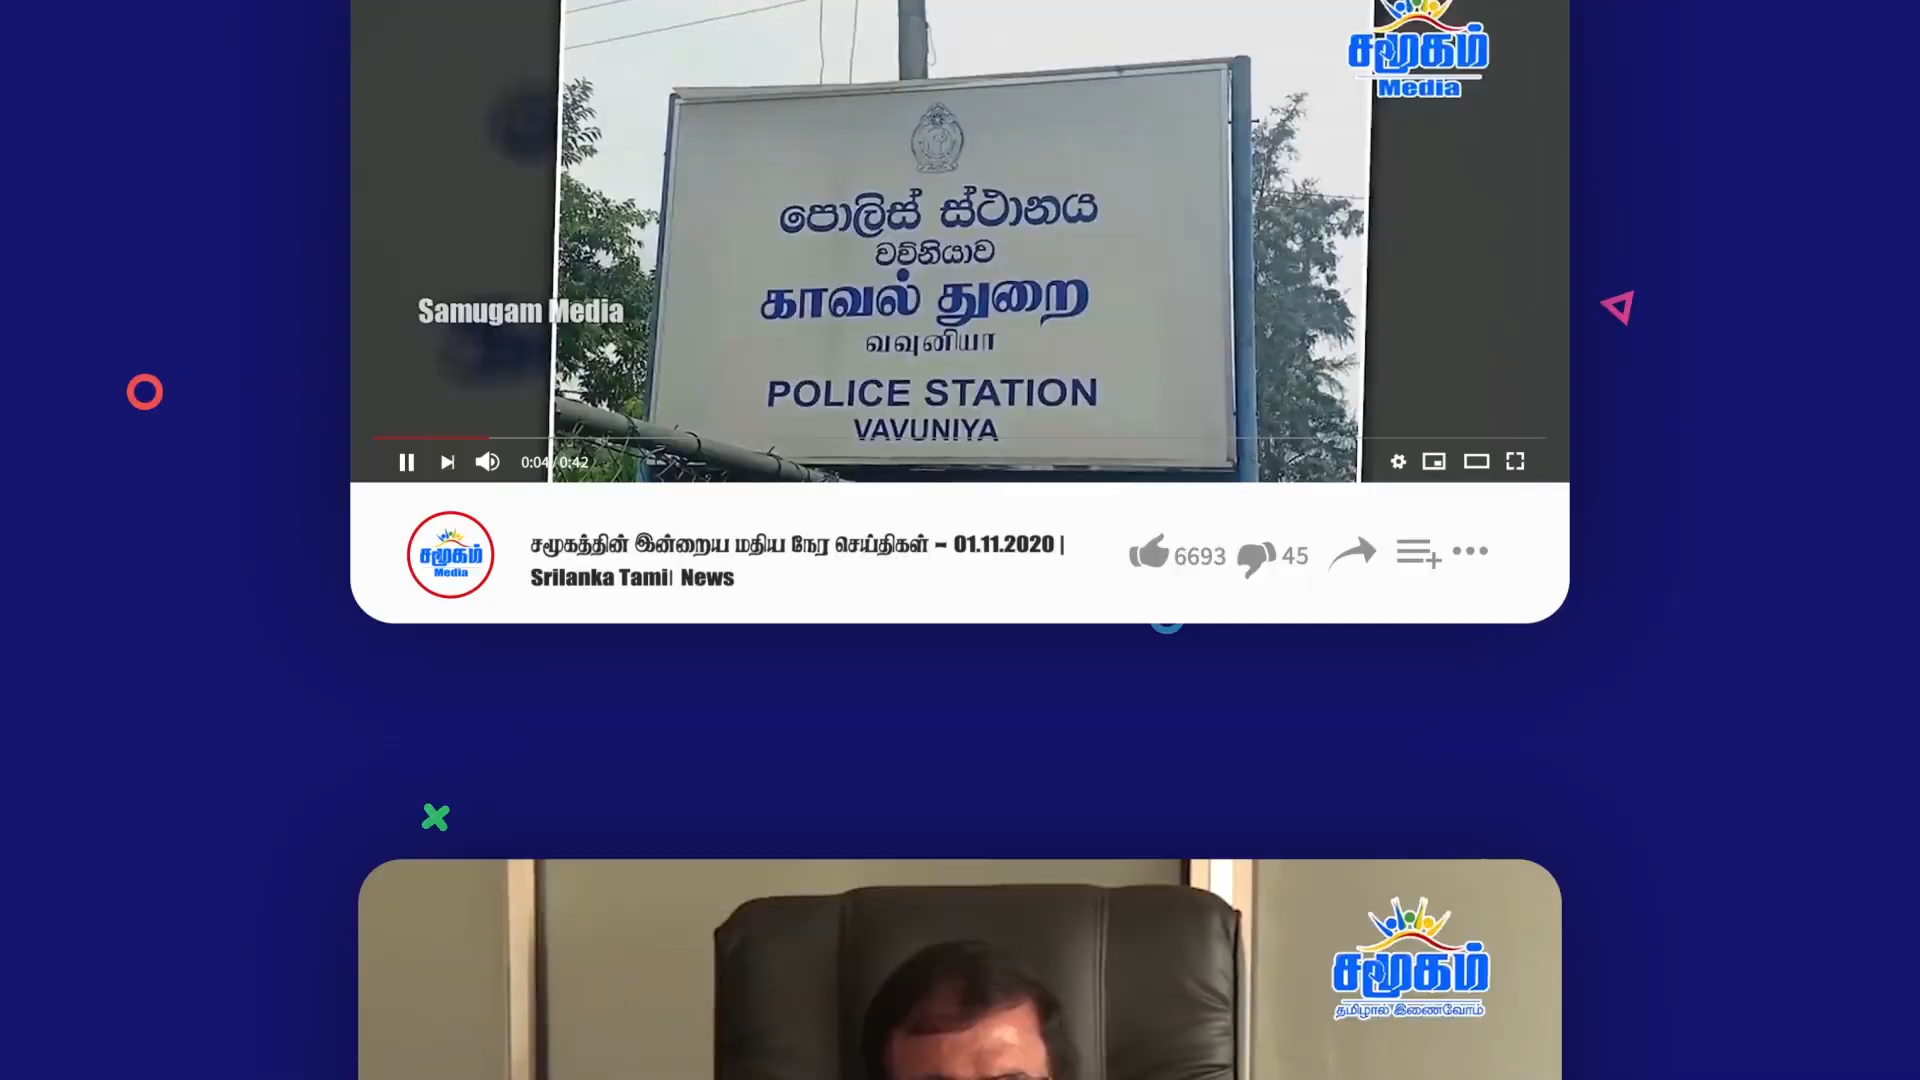 சமூகம்
Media
පොලිස් ස්ථානය
වව්නියාව
காவல் துறை
வவுனியா
POLICE STATION
VAVUNIYA
Samugam Media
0:04/0:42
சமூகம்
Media
சமூகத்தின் இன்றைய மதிய நேர செய்திகள் – 01.11.2020 |
Srilanka Tamil News
6693
45
சமூகம்
தமிழால் இணைவோம்